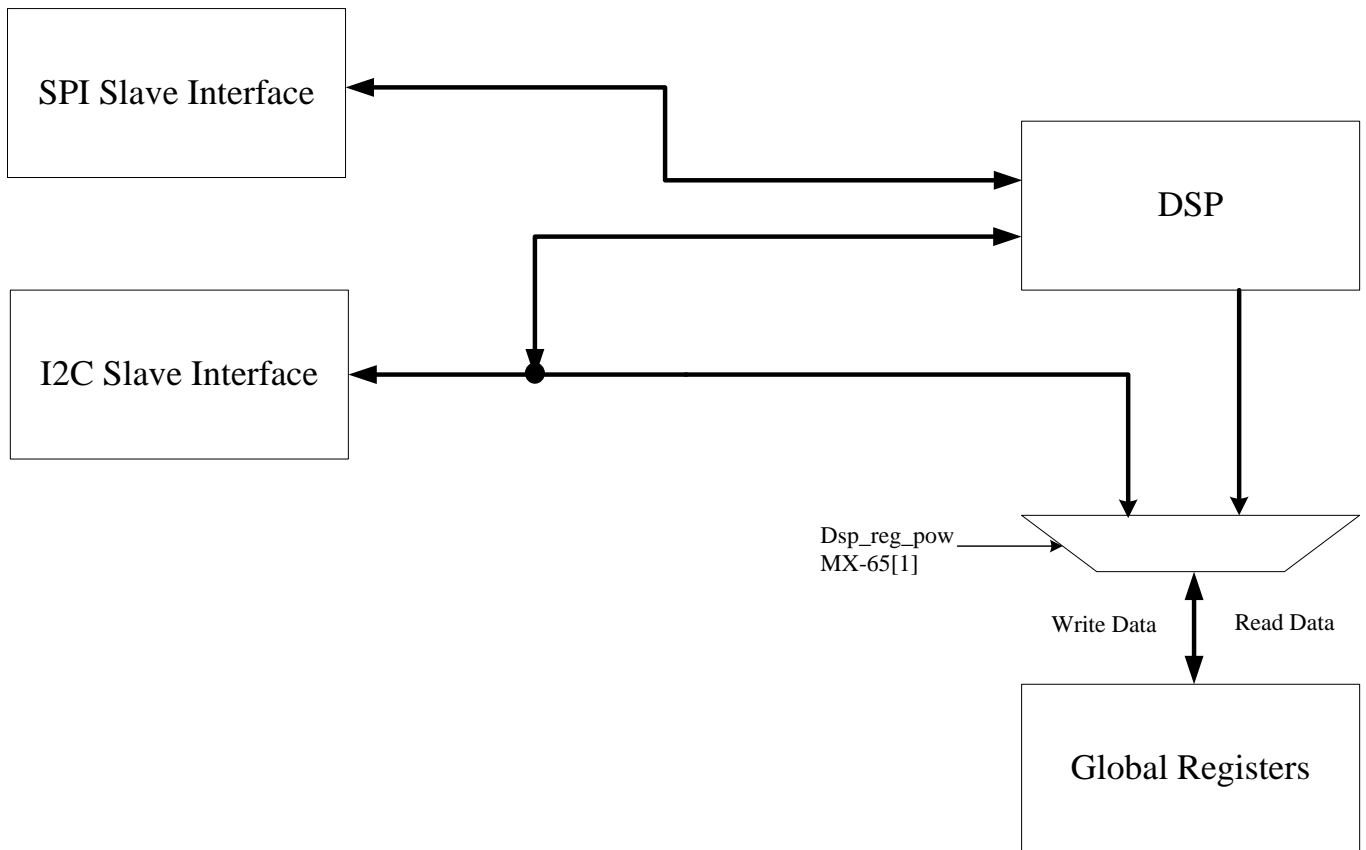 SPI Slave Interface
DSP
I2C Slave Interface
Dsp_reg_pow
MX-65[1]
Write Data
Read Data
Global Registers